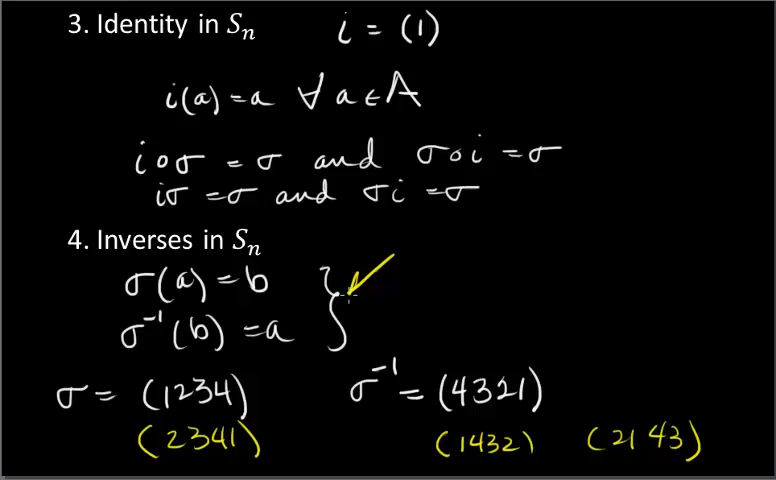 3. Identity in Sₙ i = (1)
i(a) = a ∀ a ∈ A
i ∘ σ = σ and σ ∘ i = σ
iσ = σ and σi = σ
4. Inverses in Sₙ
σ(a) = b
σ⁻¹(b) = a
σ = (1234) σ⁻¹ = (4321)
(2341) (1432) (2143)